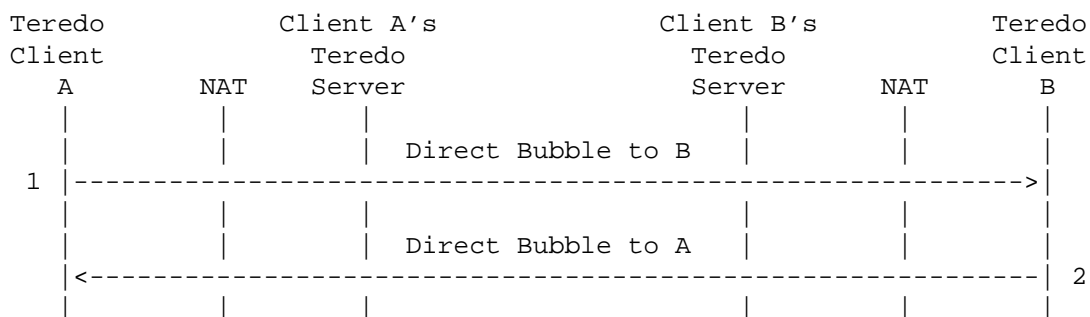 Teredo Client A's Client B's Teredo
Client Teredo Teredo Client
A NAT Server Server NAT B
Direct Bubble to B
1
Direct Bubble to A
2